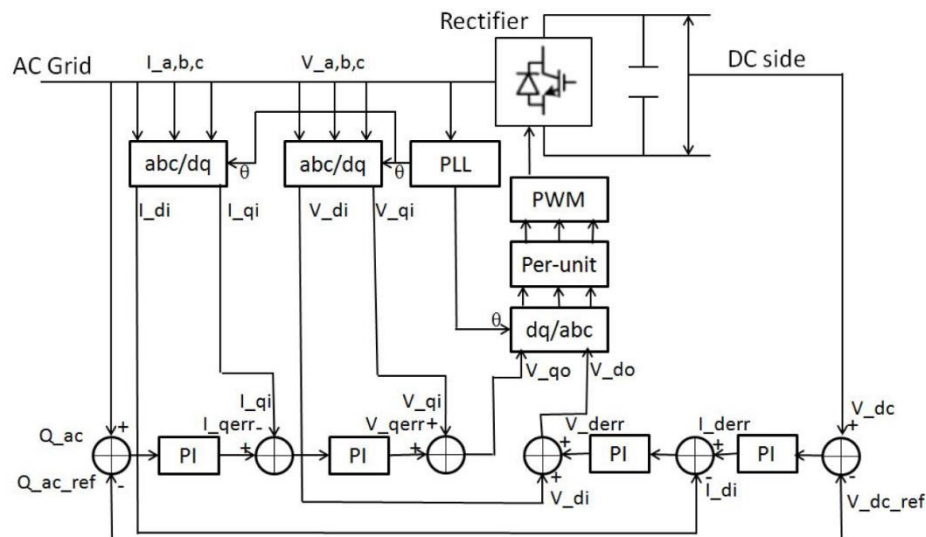 Rectifier
AC Grid
I_a,b,c
V_a,b,c
DC side
abc/dq
θ
abc/dq
θ
PLL
I_di
I_qi
V_di
V_qi
PWM
Per-unit
θ
dq/abc
V_qo
V_do
I_qi
V_qi
V_dc
Q_ac
+
I_qerr
-
V_qerr
+
V_derr
I_derr
+
PI
+
PI
+
+
PI
+
PI
Q_ac_ref
-
+
V_di
-
I_di
-
V_dc_ref